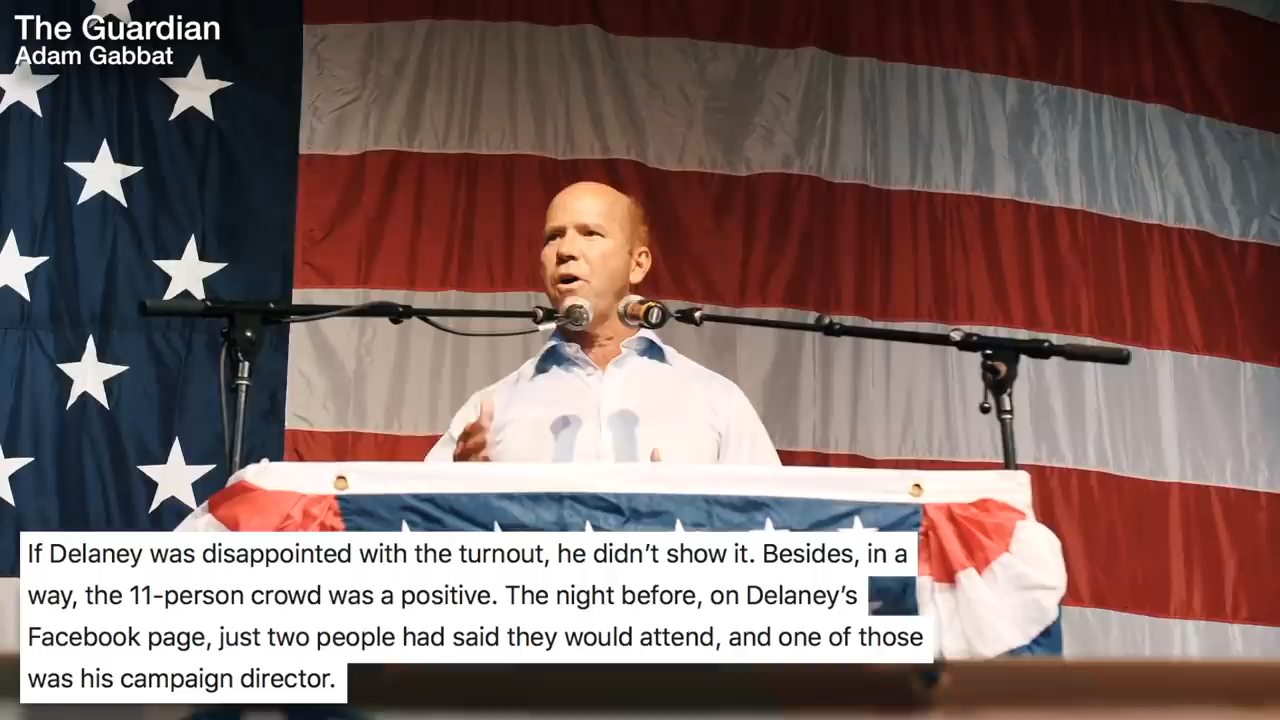 The Guardian
Adam Gabbat
If Delaney was disappointed with the turnout, he didn’t show it. Besides, in a
way, the 11-person crowd was a positive. The night before, on Delaney’s
Facebook page, just two people had said they would attend, and one of those
was his campaign director.